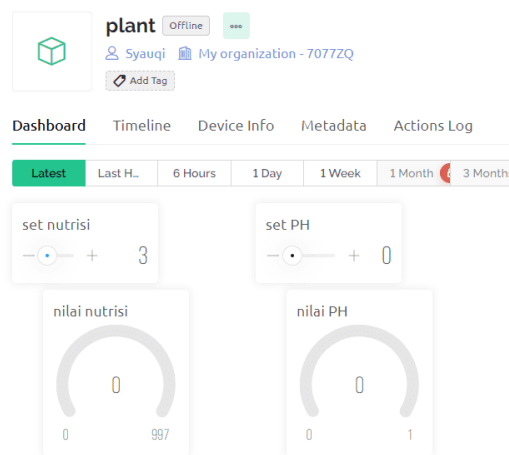 plant Offline
Syauqi My organization - 7077ZQ
Add Tag
Dashboard Timeline Device Info Metadata Actions Log
Latest Last H... 6 Hours 1 Day 1 Week 1 Month 3 Months
set nutrisi set PH
3 0
nilai nutrisi nilai PH
0 0
0 997 0 1